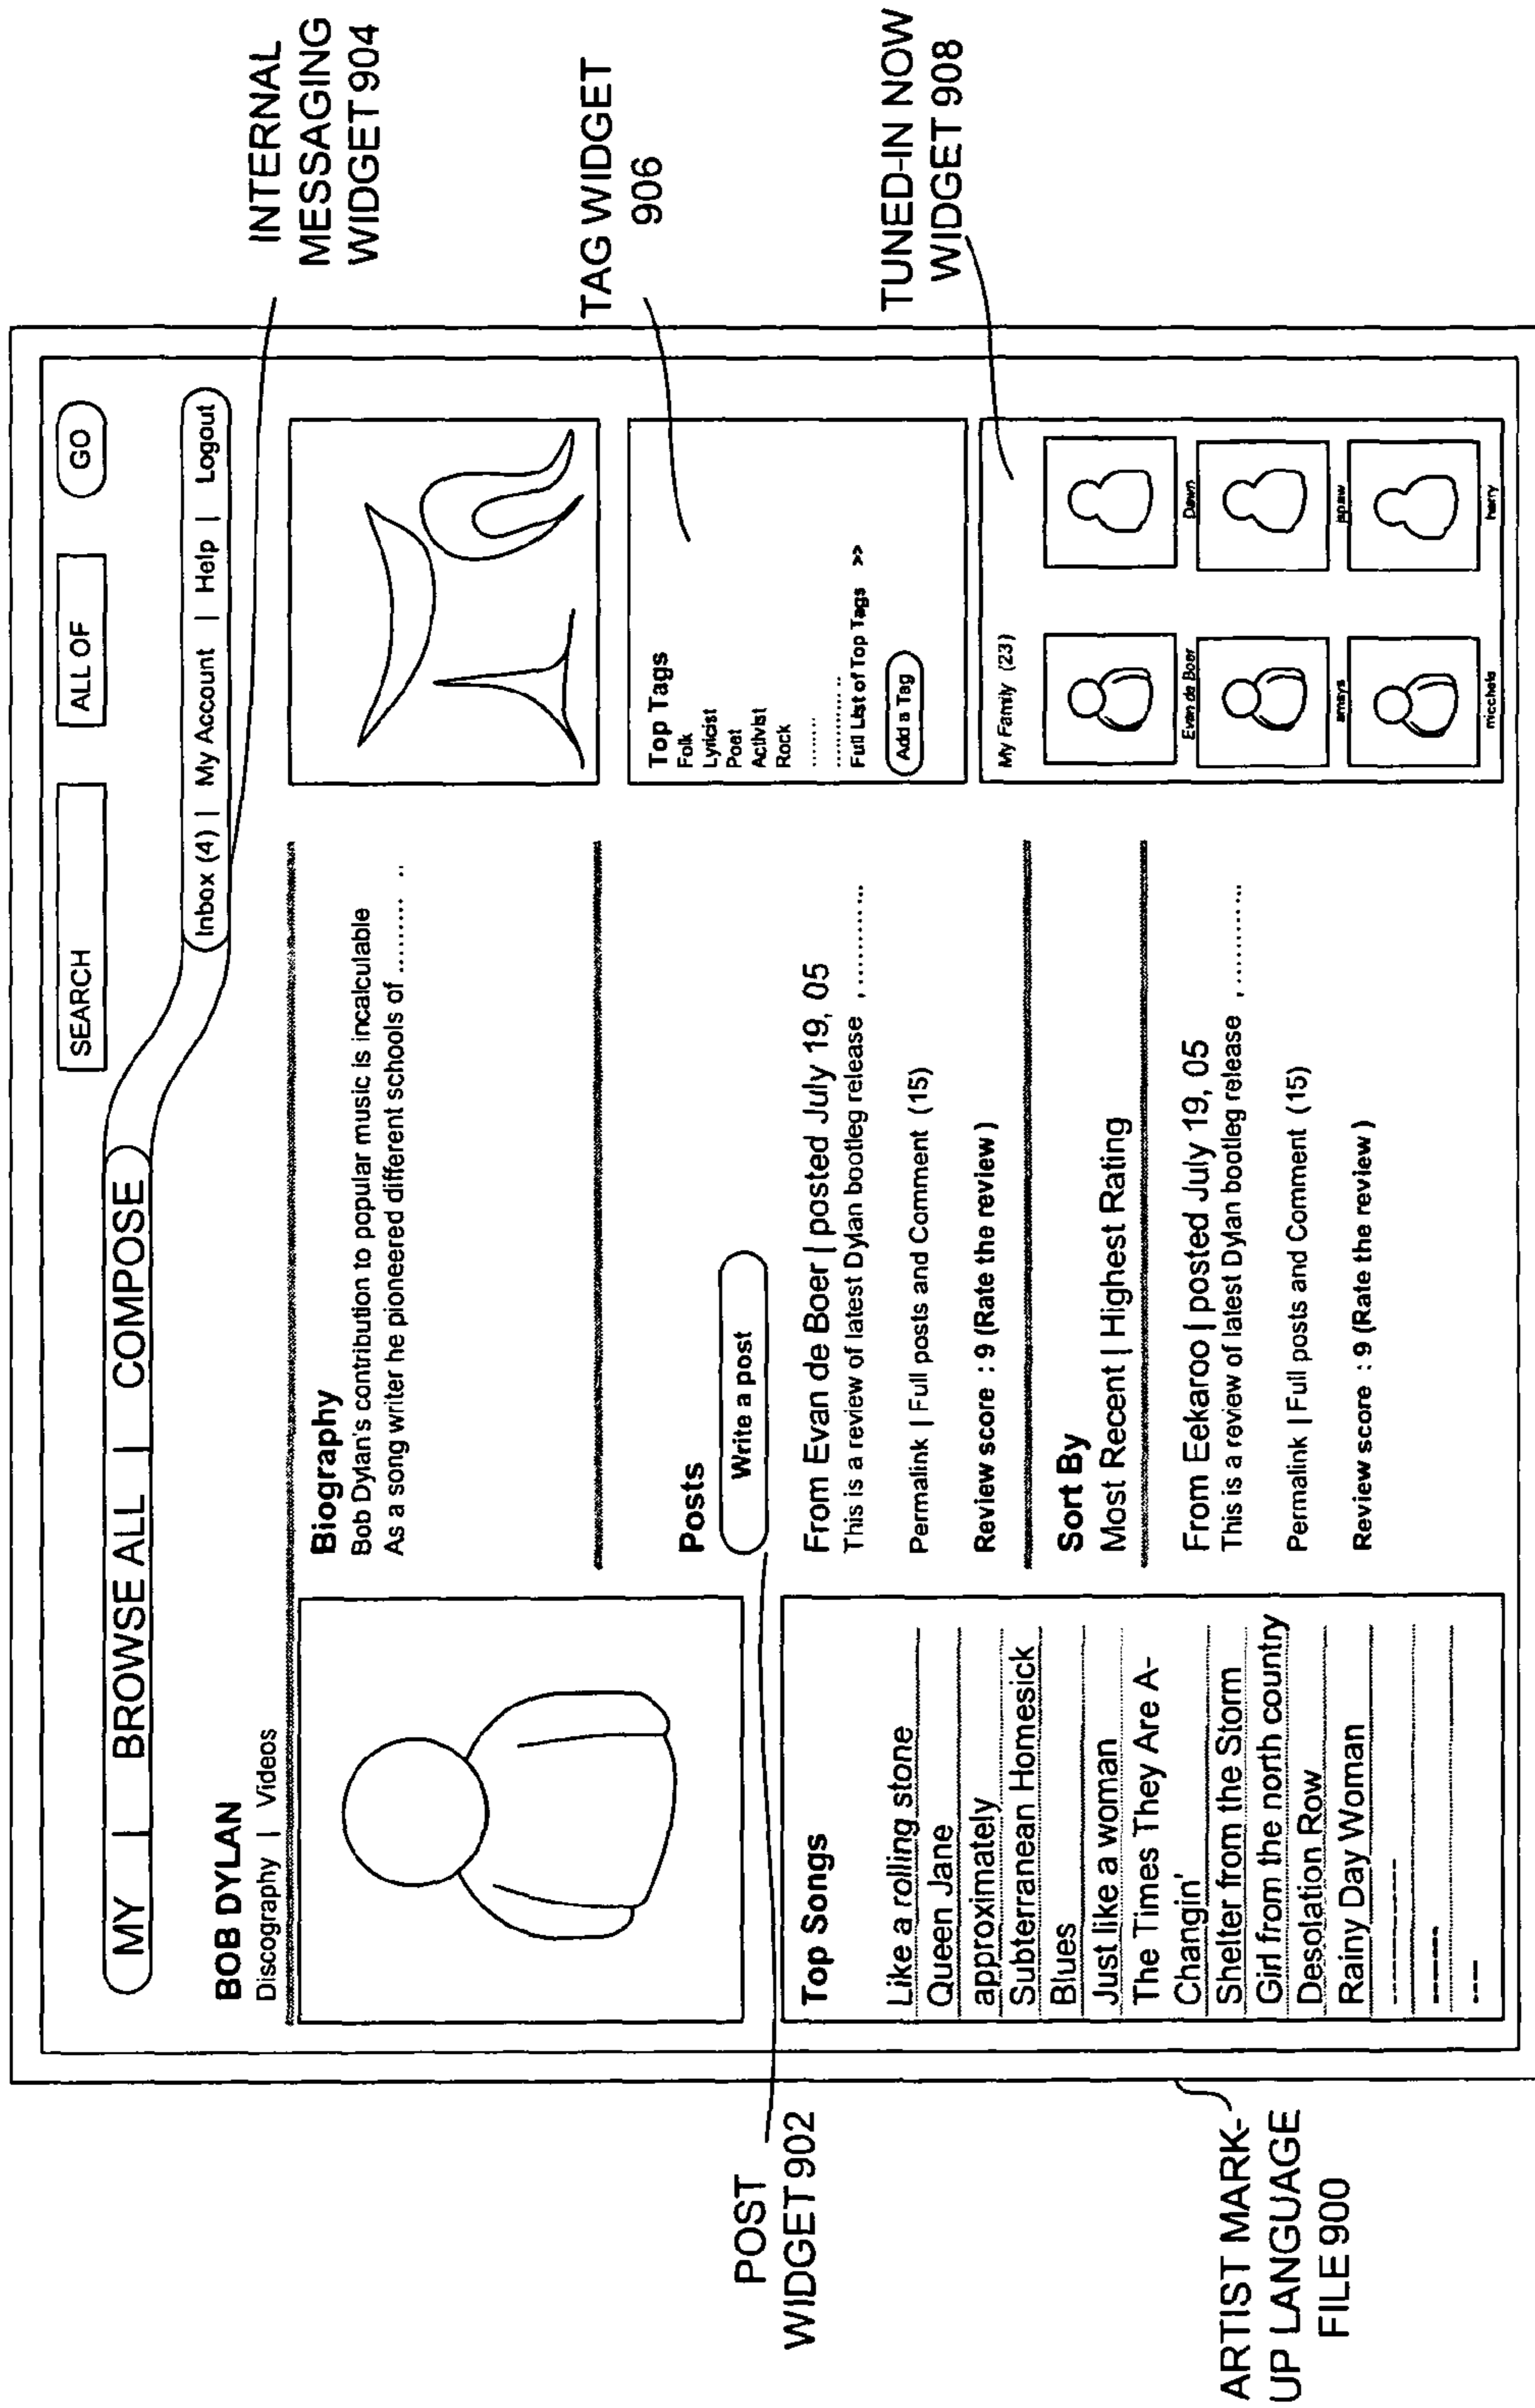 SEARCH
ALL OF
GO
MY | BROWSE ALL | COMPOSE
Inbox (4) | My Account | Help | Logout
INTERNAL
MESSAGING
WIDGET 904
BOB DYLAN
Discography | Videos
Biography
Bob Dylan's contribution to popular music is incalculable
As a song writer he pioneered different schools of ......... ..
Posts
Write a post
POST
WIDGET 902
From Evan de Boer | posted July 19, 05
This is a review of latest Dylan bootleg release , ...........
Permalink | Full posts and Comment (15)
Review score : 9 (Rate the review )
Sort By
Most Recent | Highest Rating
From Eekaroo | posted July 19, 05
This is a review of latest Dylan bootleg release , ...........
Permalink | Full posts and Comment (15)
Review score : 9 (Rate the review )
Top Songs
Like a rolling stone
Queen Jane
approximately
Subterranean Homesick
Blues
Just like a woman
The Times They Are A-
Changin'
Shelter from the Storm
Girl from the north country
Desolation Row
Rainy Day Woman
Top Tags
Folk
Lyricist
Poet
Activist
Rock
........
............
Full List of Top Tags >>
Add a Tag
TAG WIDGET
906
My Family (23)
Evan de Boer
Dawn
amsys
micchele
harry
TUNED-IN NOW
WIDGET 908
ARTIST MARK-
UP LANGUAGE
FILE 900